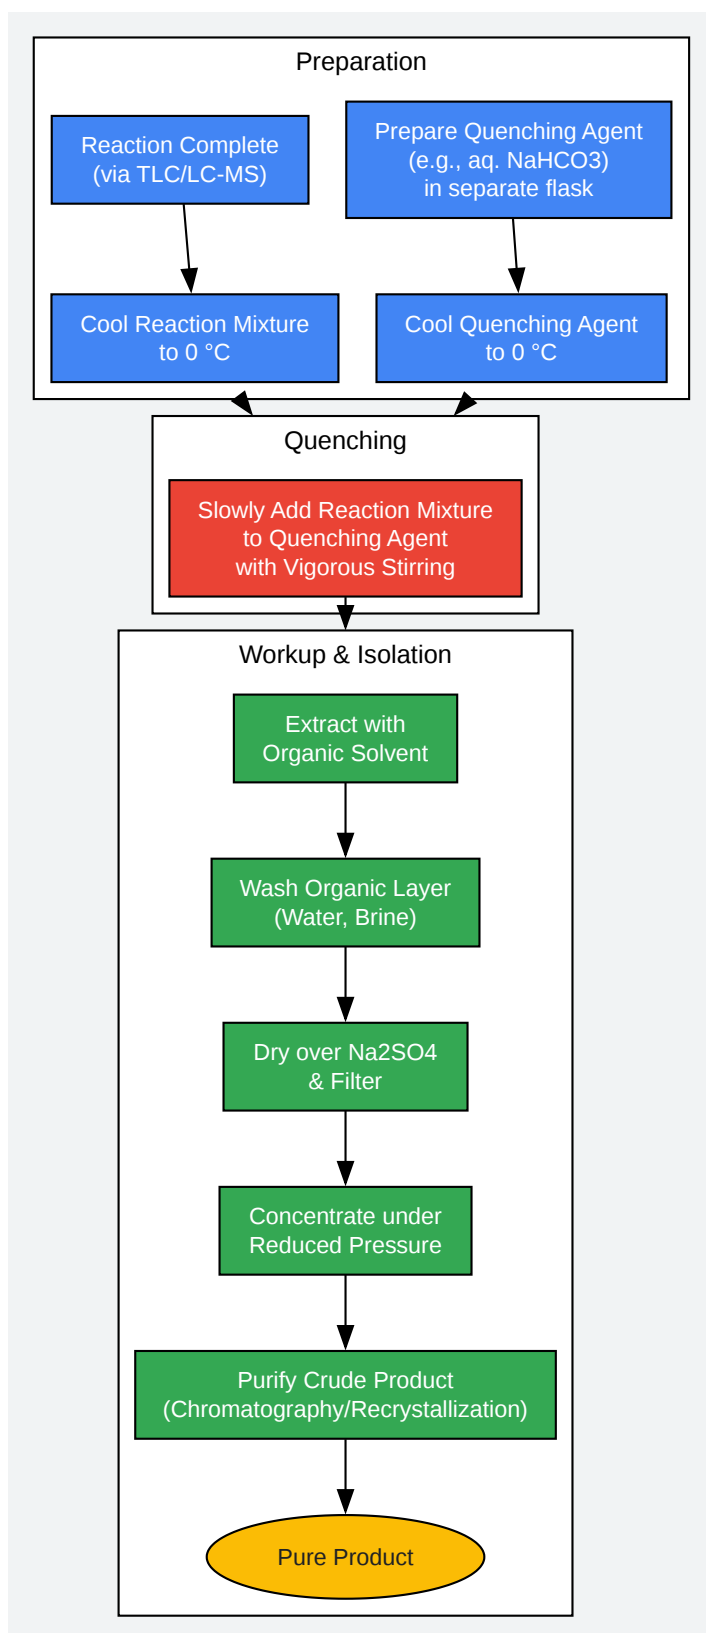 Preparation
Reaction Complete
(via TLC/LC-MS)
Prepare Quenching Agent
(e.g., aq. NaHCO3)
in separate flask
Cool Reaction Mixture
to 0 °C
Cool Quenching Agent
to 0 °C
Quenching
Slowly Add Reaction Mixture
to Quenching Agent
with Vigorous Stirring
Workup & Isolation
Extract with
Organic Solvent
Wash Organic Layer
(Water, Brine)
Dry over Na2SO4
& Filter
Concentrate under
Reduced Pressure
Purify Crude Product
(Chromatography/Recrystallization)
Pure Product